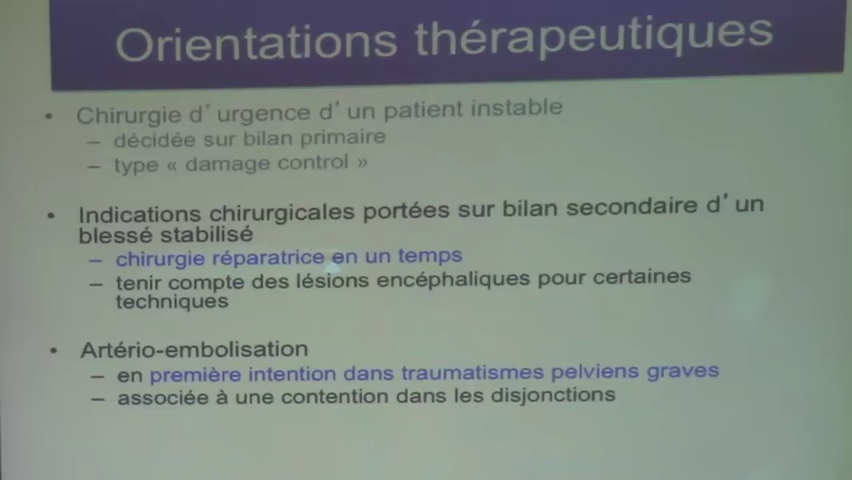 Orientations thérapeutiques
• Chirurgie d’urgence d’un patient instable
– décidée sur bilan primaire
– type « damage control »
• Indications chirurgicales portées sur bilan secondaire d’un
blessé stabilisé
– chirurgie réparatrice en un temps
– tenir compte des lésions encéphaliques pour certaines
techniques
• Artério-embolisation
– en première intention dans traumatismes pelviens graves
– associée à une contention dans les disjonctions